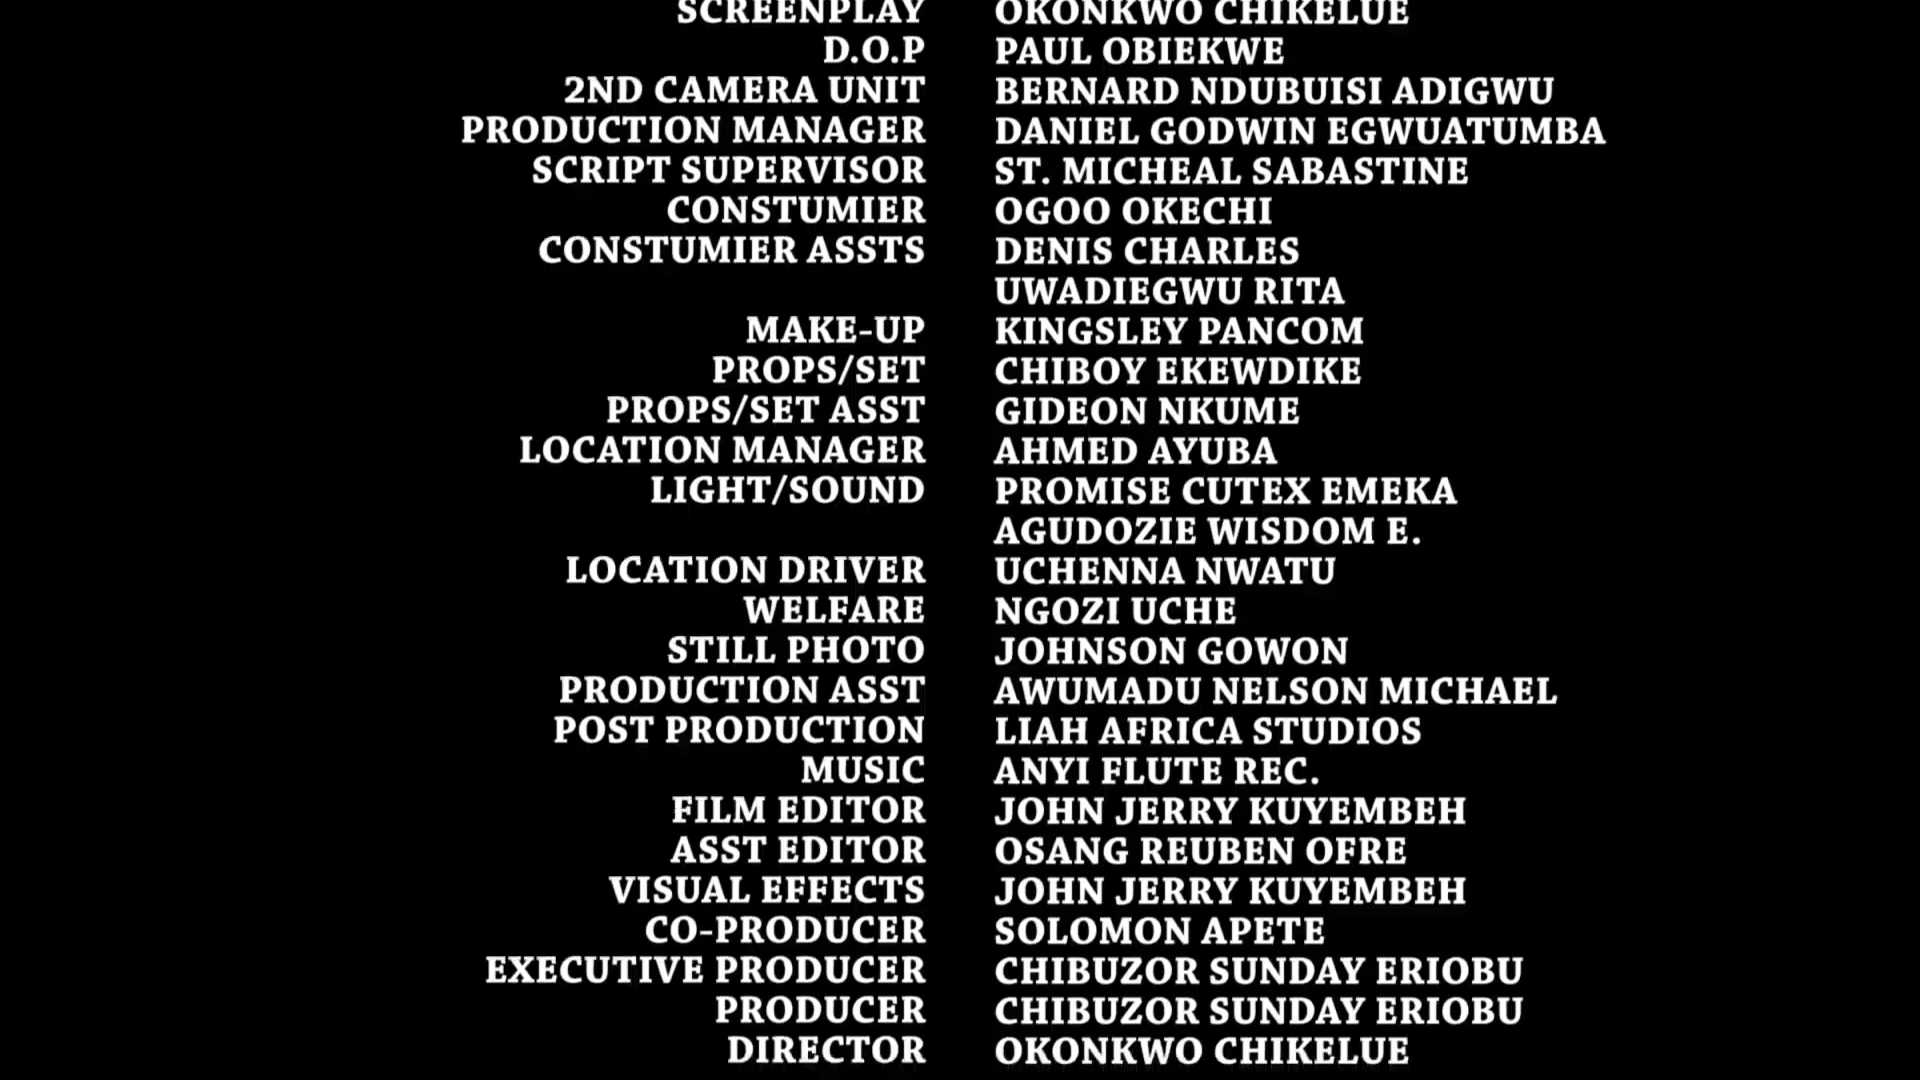 SCREENPLAY OKONKWO CHIKELUE
D.O.P PAUL OBIEKWE
2ND CAMERA UNIT BERNARD NDUBUISI ADIGWU
PRODUCTION MANAGER DANIEL GODWIN EGWUATUMBA
SCRIPT SUPERVISOR ST. MICHEAL SABASTINE
CONSTUMIER OGOO OKECHI
CONSTUMIER ASSTS DENIS CHARLES
UWADIEGWU RITA
MAKE-UP KINGSLEY PANCOM
PROPS/SET CHIBOY EKEWDIKE
PROPS/SET ASST GIDEON NKUME
LOCATION MANAGER AHMED AYUBA
LIGHT/SOUND PROMISE CUTEX EMEKA
AGUDOZIE WISDOM E.
LOCATION DRIVER UCHENNA NWATU
WELFARE NGOZI UCHE
STILL PHOTO JOHNSON GOWON
PRODUCTION ASST AWUMADU NELSON MICHAEL
POST PRODUCTION LIAH AFRICA STUDIOS
MUSIC ANYI FLUTE REC.
FILM EDITOR JOHN JERRY KUYEMBEH
ASST EDITOR OSANG REUBEN OFRE
VISUAL EFFECTS JOHN JERRY KUYEMBEH
CO-PRODUCER SOLOMON APETE
EXECUTIVE PRODUCER CHIBUZOR SUNDAY ERIOBU
PRODUCER CHIBUZOR SUNDAY ERIOBU
DIRECTOR OKONKWO CHIKELUE